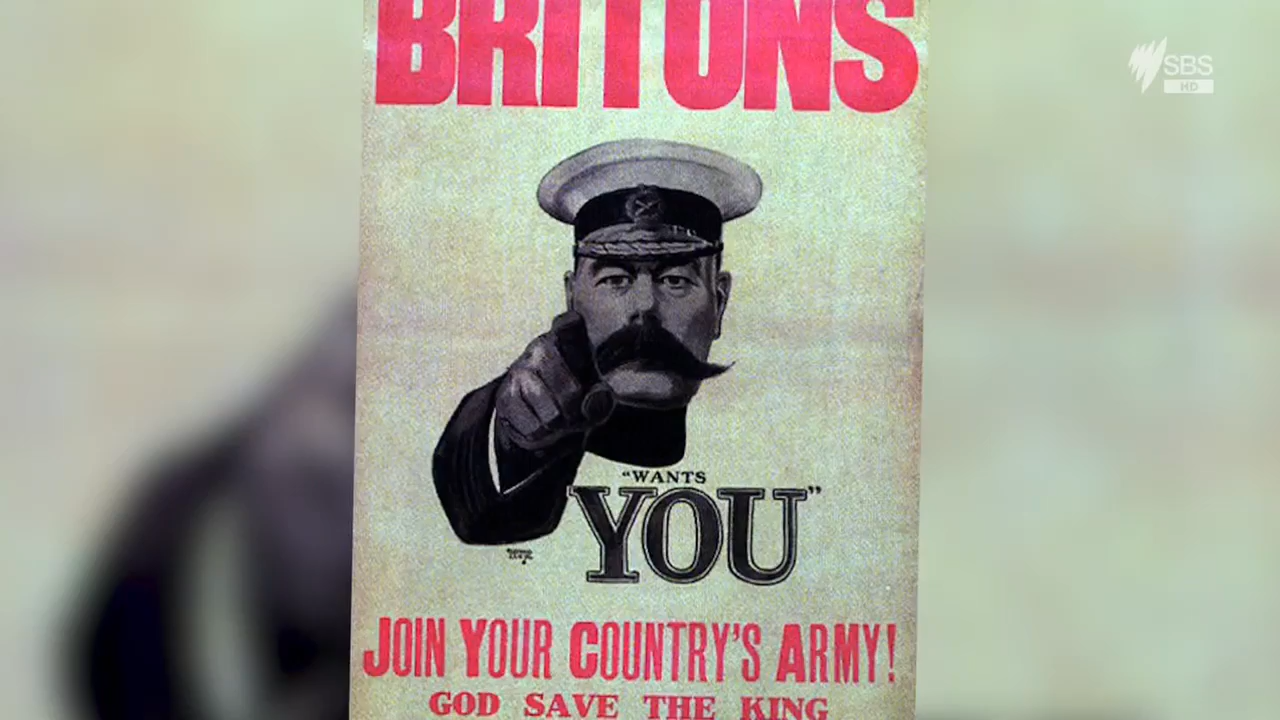 BRITONS
SBS
HD
"WANTS
YOU"
JOIN YOUR COUNTRY'S ARMY!
GOD SAVE THE KING